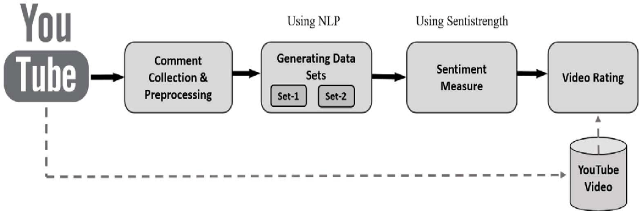 You
Tube
Using NLP
Using Sentistrength
Comment
Collection &
Preprocessing
Generating Data
Sets
Set-1
Set-2
Sentiment
Measure
Video Rating
YouTube
Video